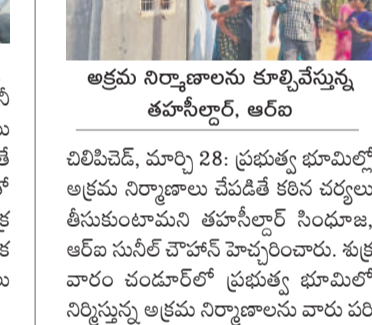 అక్రమ నిర్మాణాలను కూల్చివేస్తున్న
తహసీల్దార్, ఆర్ఐ
చిలిపిచెడ్, మార్చి 28: ప్రభుత్వ భూమిల్లో
అక్రమ నిర్మాణాలు చేపడితే కఠిన చర్యలు
తీసుకుంటామని తహసీల్దార్ సింధూజ,
ఆర్ఐ సునీల్ చౌహాన్ హెచ్చరించారు. శుక్ర
వారం చండూర్‌లో ప్రభుత్వ భూమిలో
నిర్మిస్తున్న అక్రమ నిర్మాణాలను వారు పరి